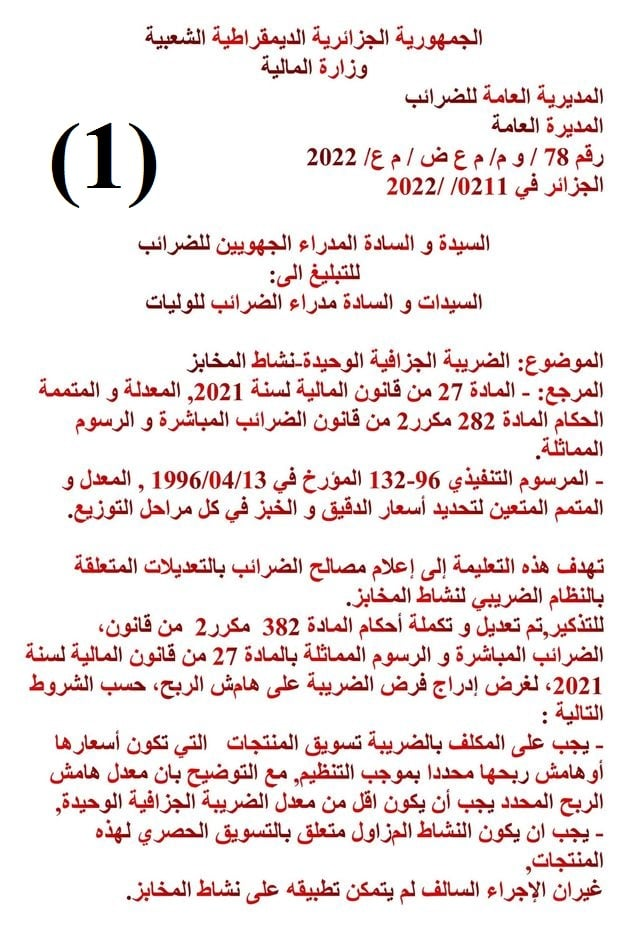 الجمهورية الجزائرية الديمقراطية الشعبية
وزارة المالية
المديرية العامة للضرائب
المديرة العامة
رقم 78 / و م/ م ع ض / م ع/ 2022
الجزائر في 0211/ /2022
(1)
السيدة و السادة المدراء الجهويين للضرائب
للتبليغ الى:
السيدات و السادة مدراء الضرائب للوليات
الموضوع: الضريبة الجزافية الوحيدة-نشاط المخابز
المرجع: - المادة 27 من قانون المالية لسنة 2021, المعدلة و المتممة
الحكام المادة 282 مكرر2 من قانون الضرائب المباشرة و الرسوم
المماثلة.
- المرسوم التنفيذي 96-132 المؤرخ في 1996/04/13 , المعدل و
المتمم المتعين لتحديد أسعار الدقيق و الخبز في كل مراحل التوزيع.
تهدف هذه التعليمة إلى إعلام مصالح الضرائب بالتعديلات المتعلقة
بالنظام الضريبي لنشاط المخابز.
للتذكير,تم تعديل و تكملة أحكام المادة 382 مكرر2 من قانون،
الضرائب المباشرة و الرسوم المماثلة بالمادة 27 من قانون المالية لسنة
2021، لغرض إدراج فرض الضريبة على هامش الربح، حسب الشروط
التالية :
- يجب على المكلف بالضريبة تسويق المنتجات التي تكون أسعارها
أوهامش ربحها محددا بموجب التنظيم, مع التوضيح بان معدل هامش
الربح المحدد يجب أن يكون اقل من معدل الضريبة الجزافية الوحيدة,
- يجب ان يكون النشاط المزاول متعلق بالتسويق الحصري لهذه
المنتجات,
غيران الإجراء السالف لم يتمكن تطبيقه على نشاط المخابز.